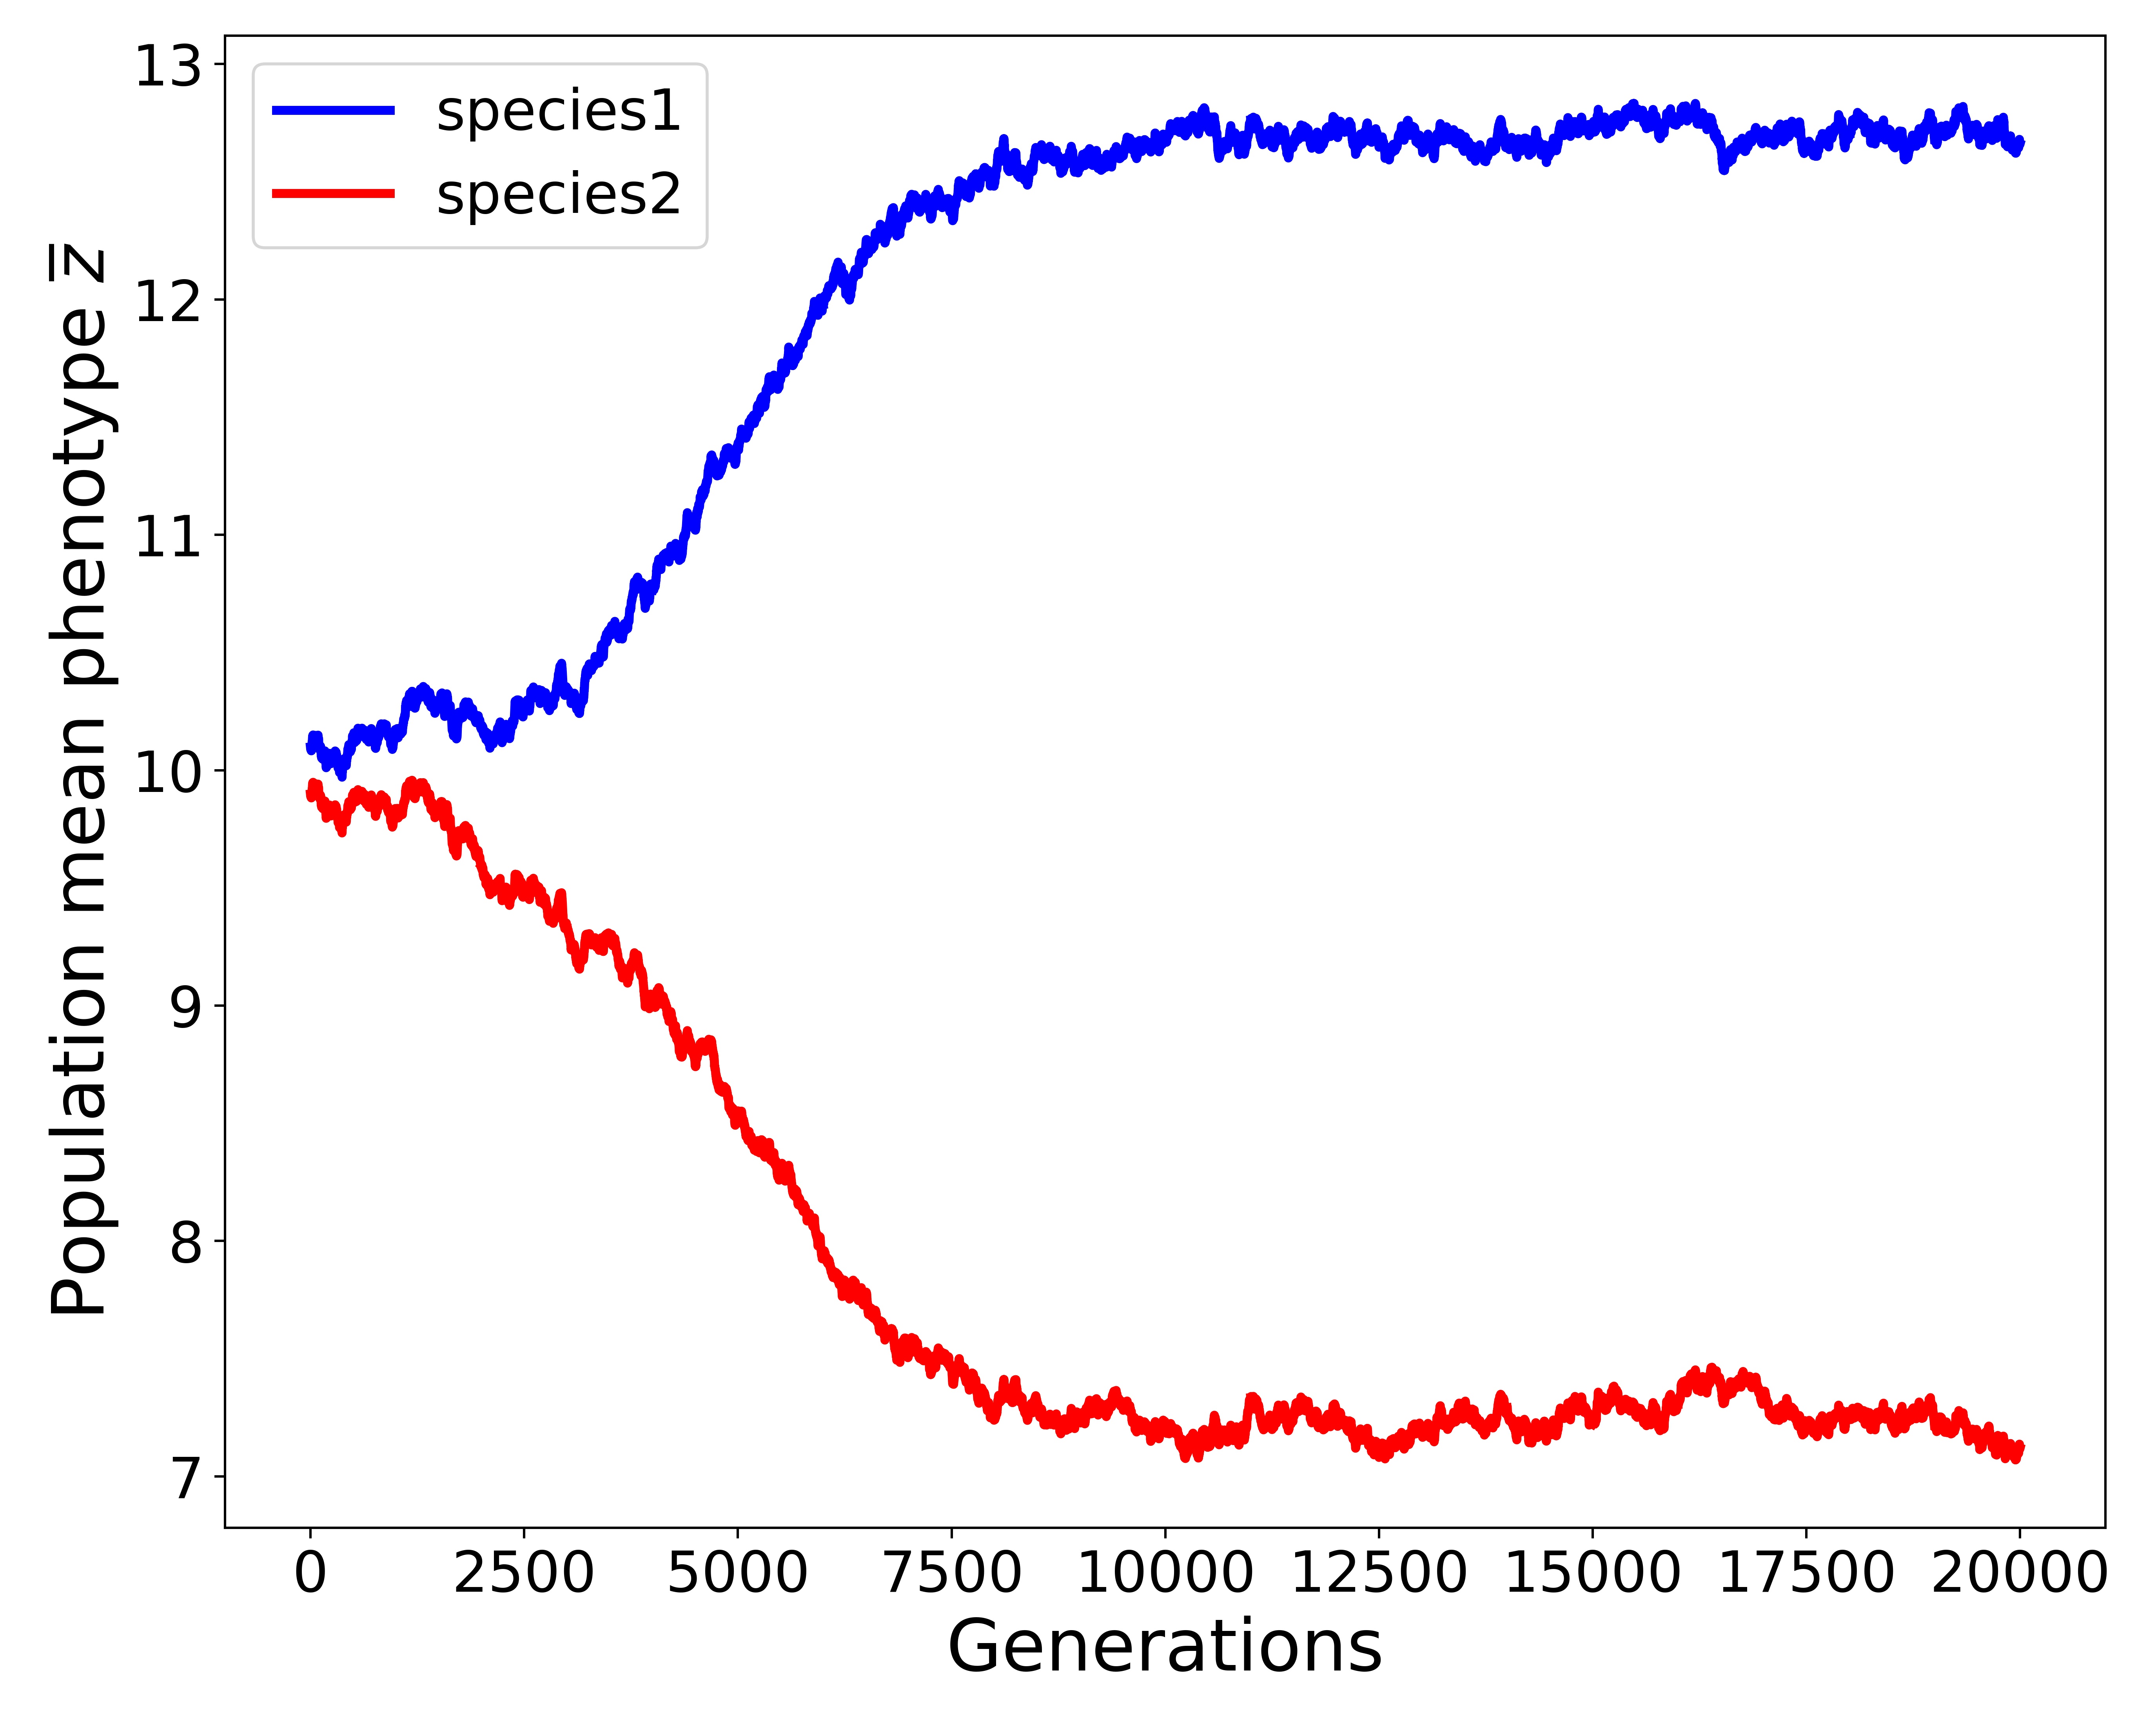 species1
species2
Population mean phenotype z̅
13
12
11
10
9
8
7
0 2500 5000 7500 10000 12500 15000 17500 20000
Generations